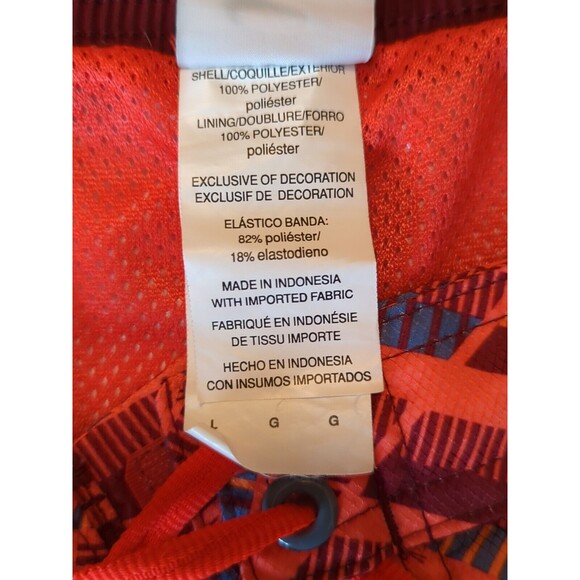 SHELL/COQUILLE/EXTERIOR
100% POLYESTER/
poliéster
LINING/DOUBLURE/FORRO
100% POLYESTER/
poliéster
EXCLUSIVE OF DECORATION
EXCLUSIF DE DECORATION
ELÁSTICO BANDA:
82% poliéster/
18% elastodieno
MADE IN INDONESIA
WITH IMPORTED FABRIC
FABRIQUÉ EN INDONÉSIE
DE TISSU IMPORTE
HECHO EN INDONESIA
CON INSUMOS IMPORTADOS
L G G